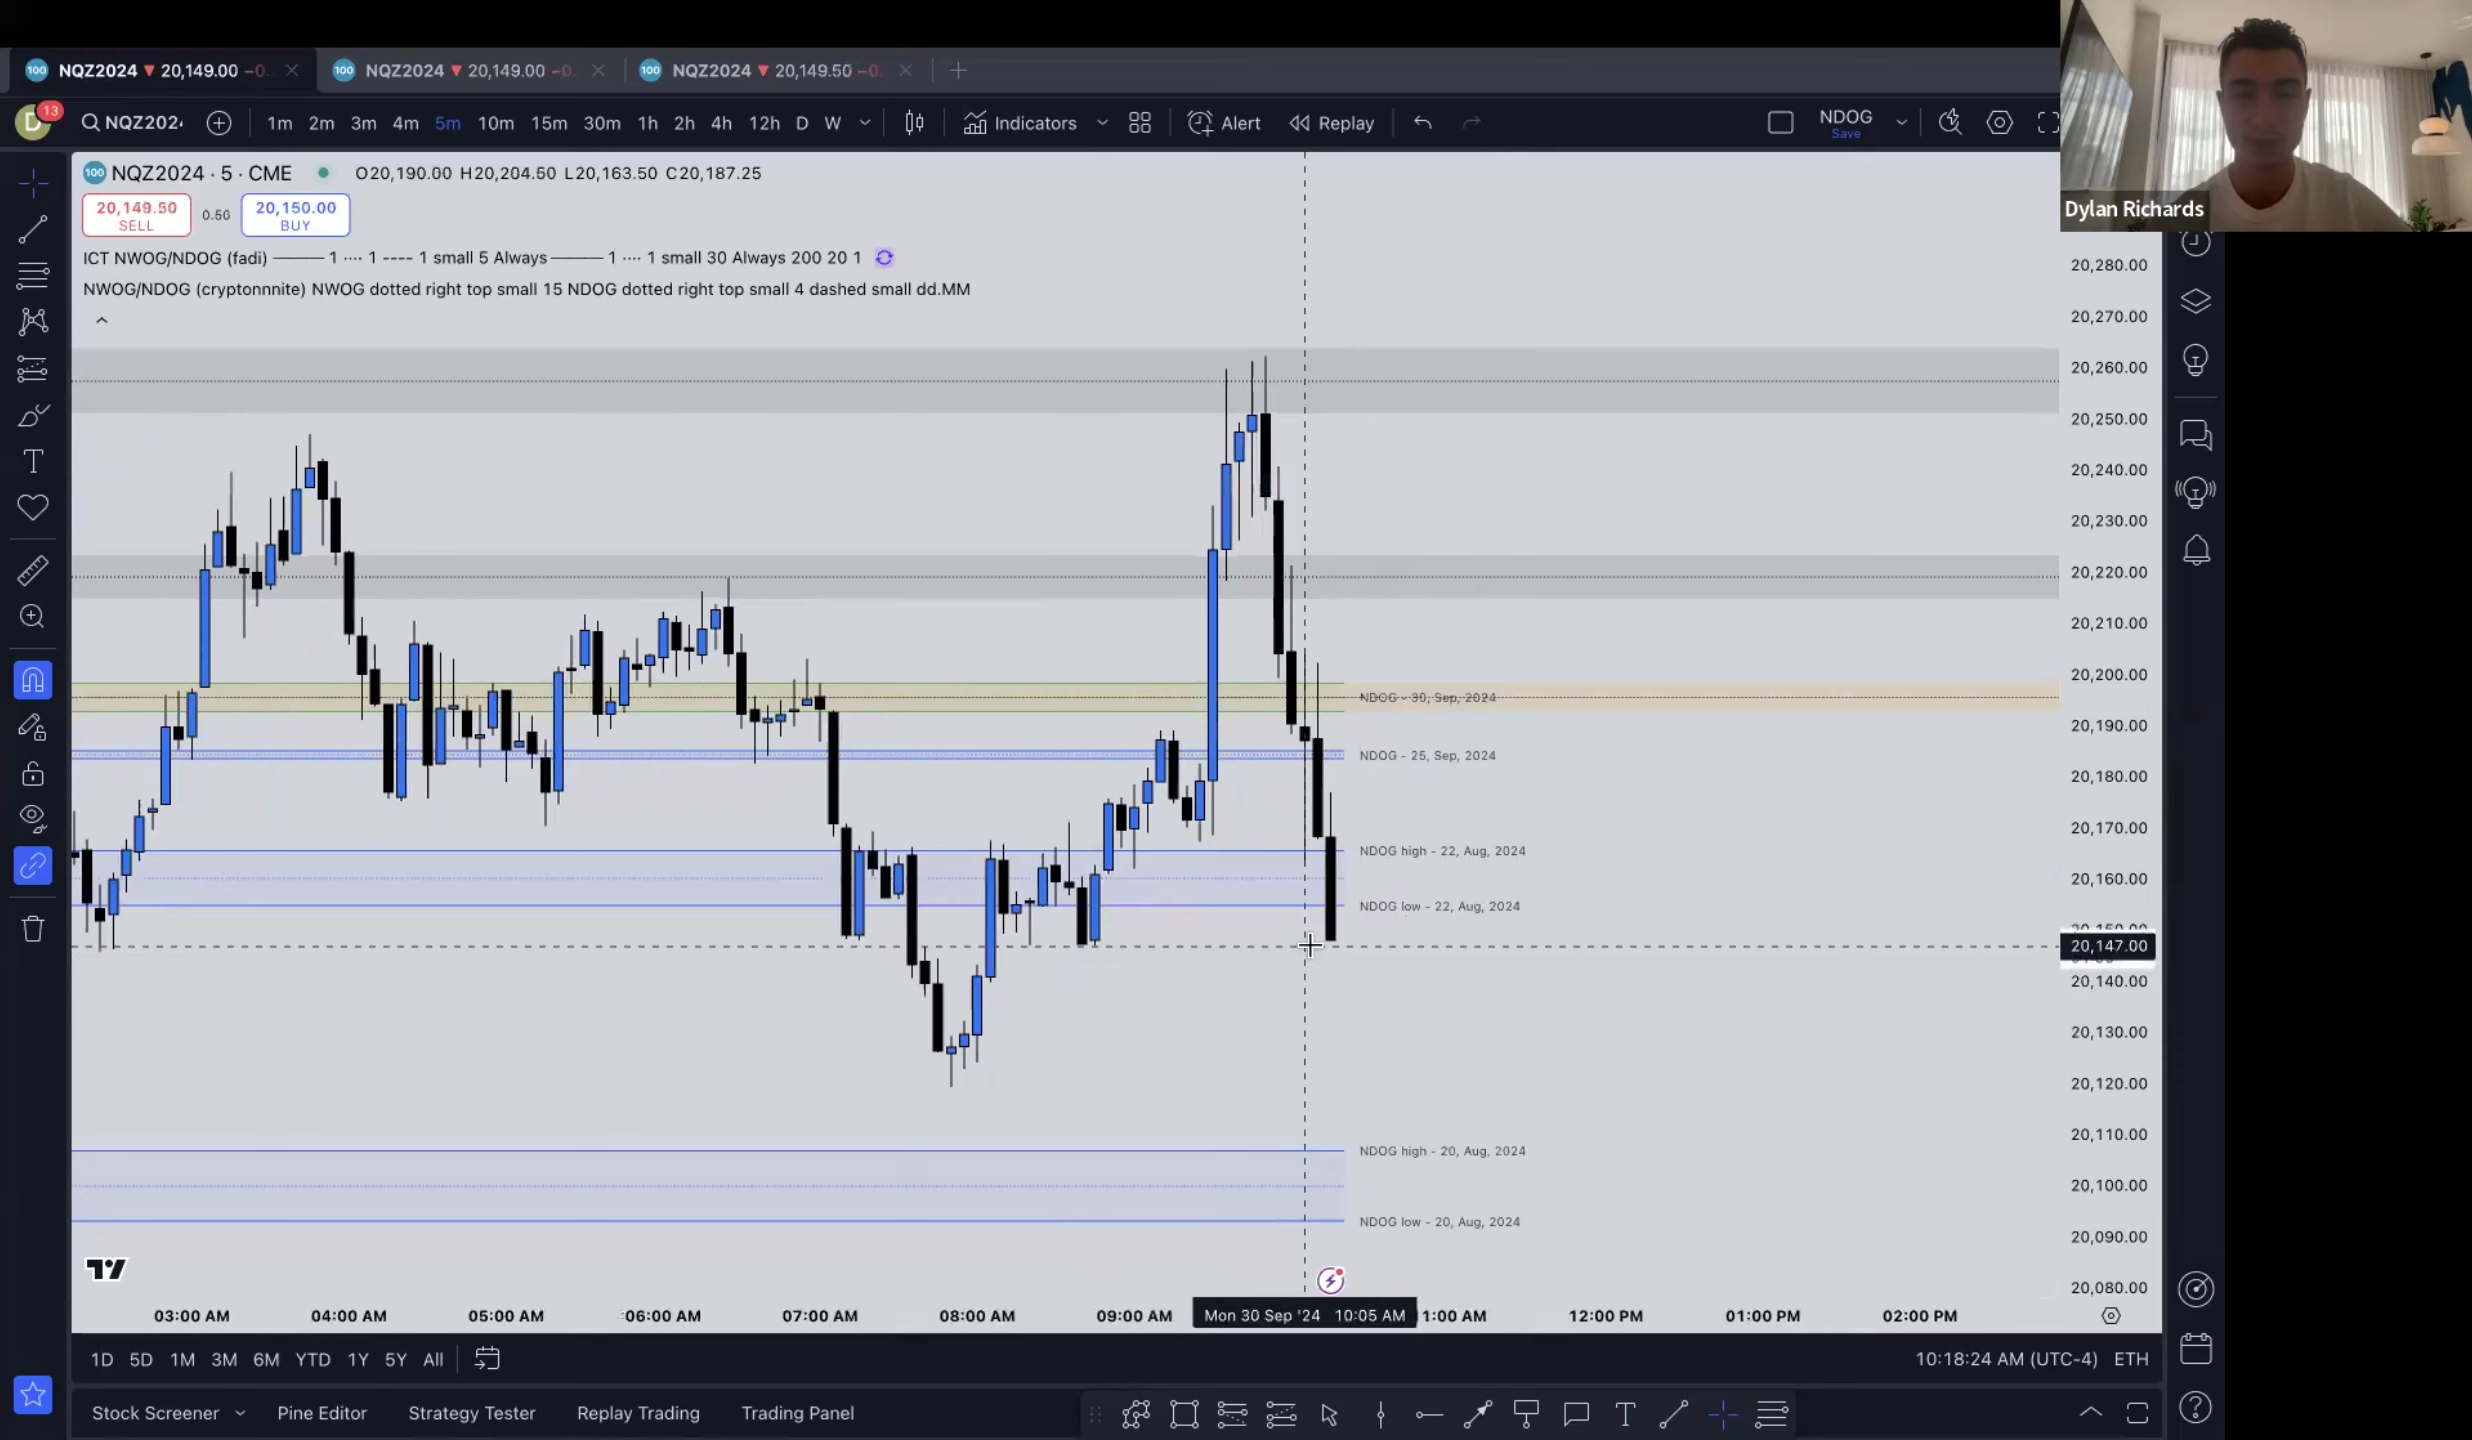 NQZ2024 ▼ 20,149.00 −0.
NQZ2024 ▼ 20,149.00 −0.
NQZ2024 ▼ 20,149.50 −0.
D 13
NQZ202
1m 2m 3m 4m 5m 10m 15m 30m 1h 2h 4h 12h D W
Indicators
Alert
Replay
NDOG
Save
Dylan Richards
100 NQZ2024 · 5 · CME O20,190.00 H20,204.50 L20,163.50 C20,187.25
20,149.50 SELL
0.50
20,150.00 BUY
ICT NWOG/NDOG (fadi) ——— 1 ···· 1 ---- 1 small 5 Always ——— 1 ···· 1 small 30 Always 200 20 1
NWOG/NDOG (cryptonnnite) NWOG dotted right top small 15 NDOG dotted right top small 4 dashed small dd.MM
20,280.00
20,270.00
20,260.00
20,250.00
20,240.00
20,230.00
20,220.00
20,210.00
20,200.00
NDOG - 30, Sep, 2024
20,190.00
NDOG - 25, Sep, 2024
20,180.00
20,170.00
NDOG high - 22, Aug, 2024
20,160.00
NDOG low - 22, Aug, 2024
20,147.00
20,140.00
20,130.00
20,120.00
20,110.00
NDOG high - 20, Aug, 2024
20,100.00
NDOG low - 20, Aug, 2024
20,090.00
20,080.00
03:00 AM 04:00 AM 05:00 AM 06:00 AM 07:00 AM 08:00 AM 09:00 AM Mon 30 Sep '24 10:05 AM 1:00 AM 12:00 PM 01:00 PM 02:00 PM
1D 5D 1M 3M 6M YTD 1Y 5Y All
10:18:24 AM (UTC-4) ETH
Stock Screener Pine Editor Strategy Tester Replay Trading Trading Panel